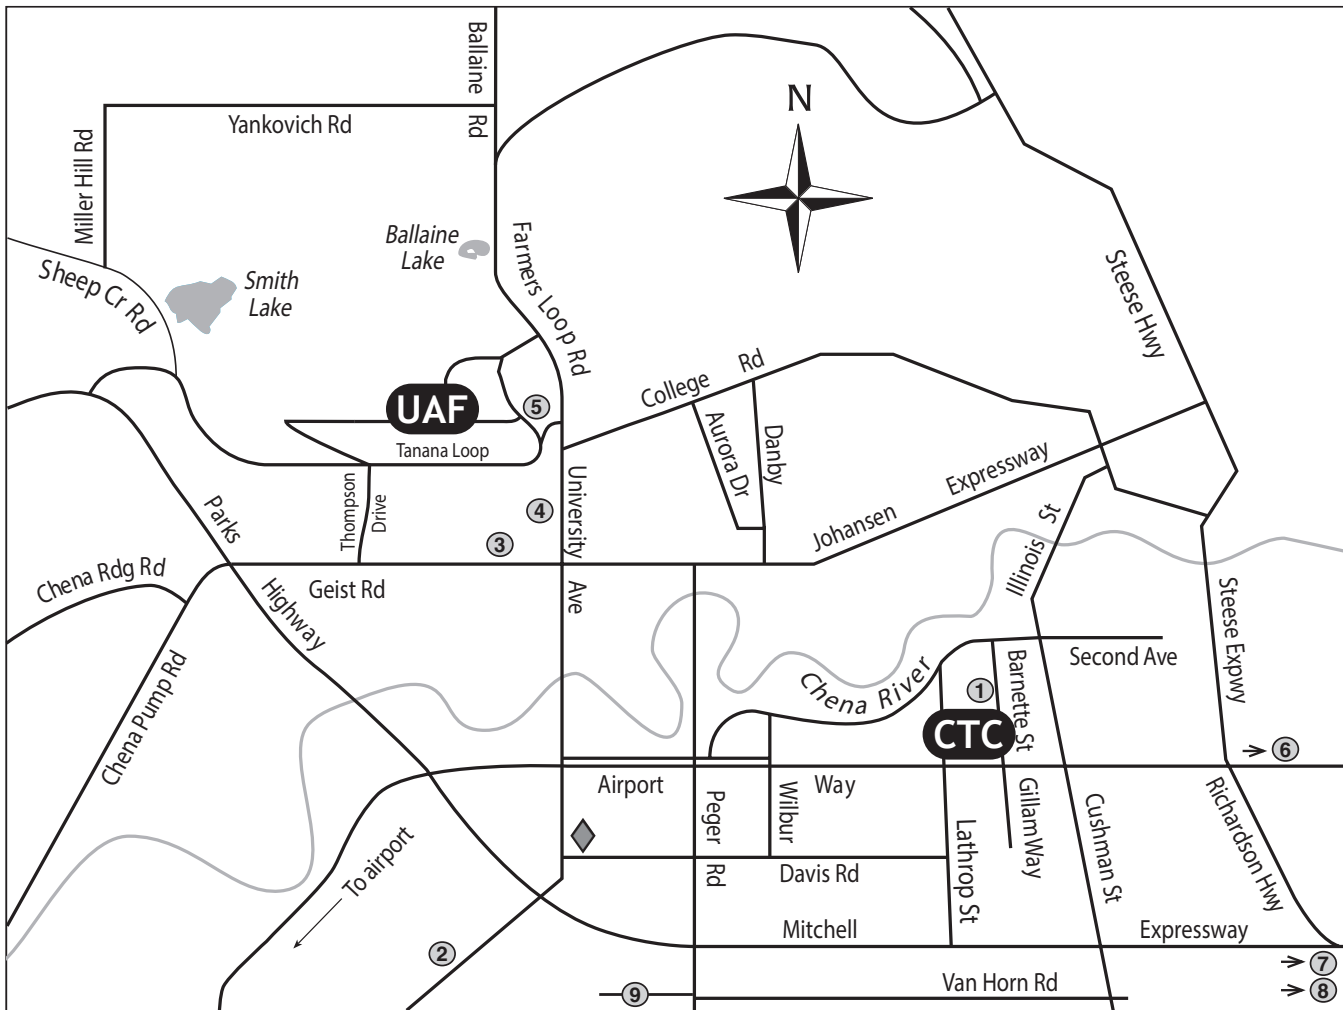 Ballaine
Rd
N
Yankovich Rd
Miller Hill Rd
Ballaine
Lake
Farmers Loop Rd
Sheep Cr Rd
Smith
Lake
Steese Hwy
College Rd
UAF
5
Aurora Dr
Danby
Tanana Loop
Expressway
Thompson
Drive
University
Ave
4
Parks
Highway
3
Johansen
Illinois St
Chena Rdg Rd
Geist Rd
Steese Expwy
Second Ave
Chena River
1
Barnette St
Chena Pump Rd
CTC
6
Airport
Way
Peger
Rd
Wilbur
Gillam Way
Cushman St
Richardson Hwy
Lathrop St
To airport
Davis Rd
Mitchell
Expressway
2
7
Van Horn Rd
8
9